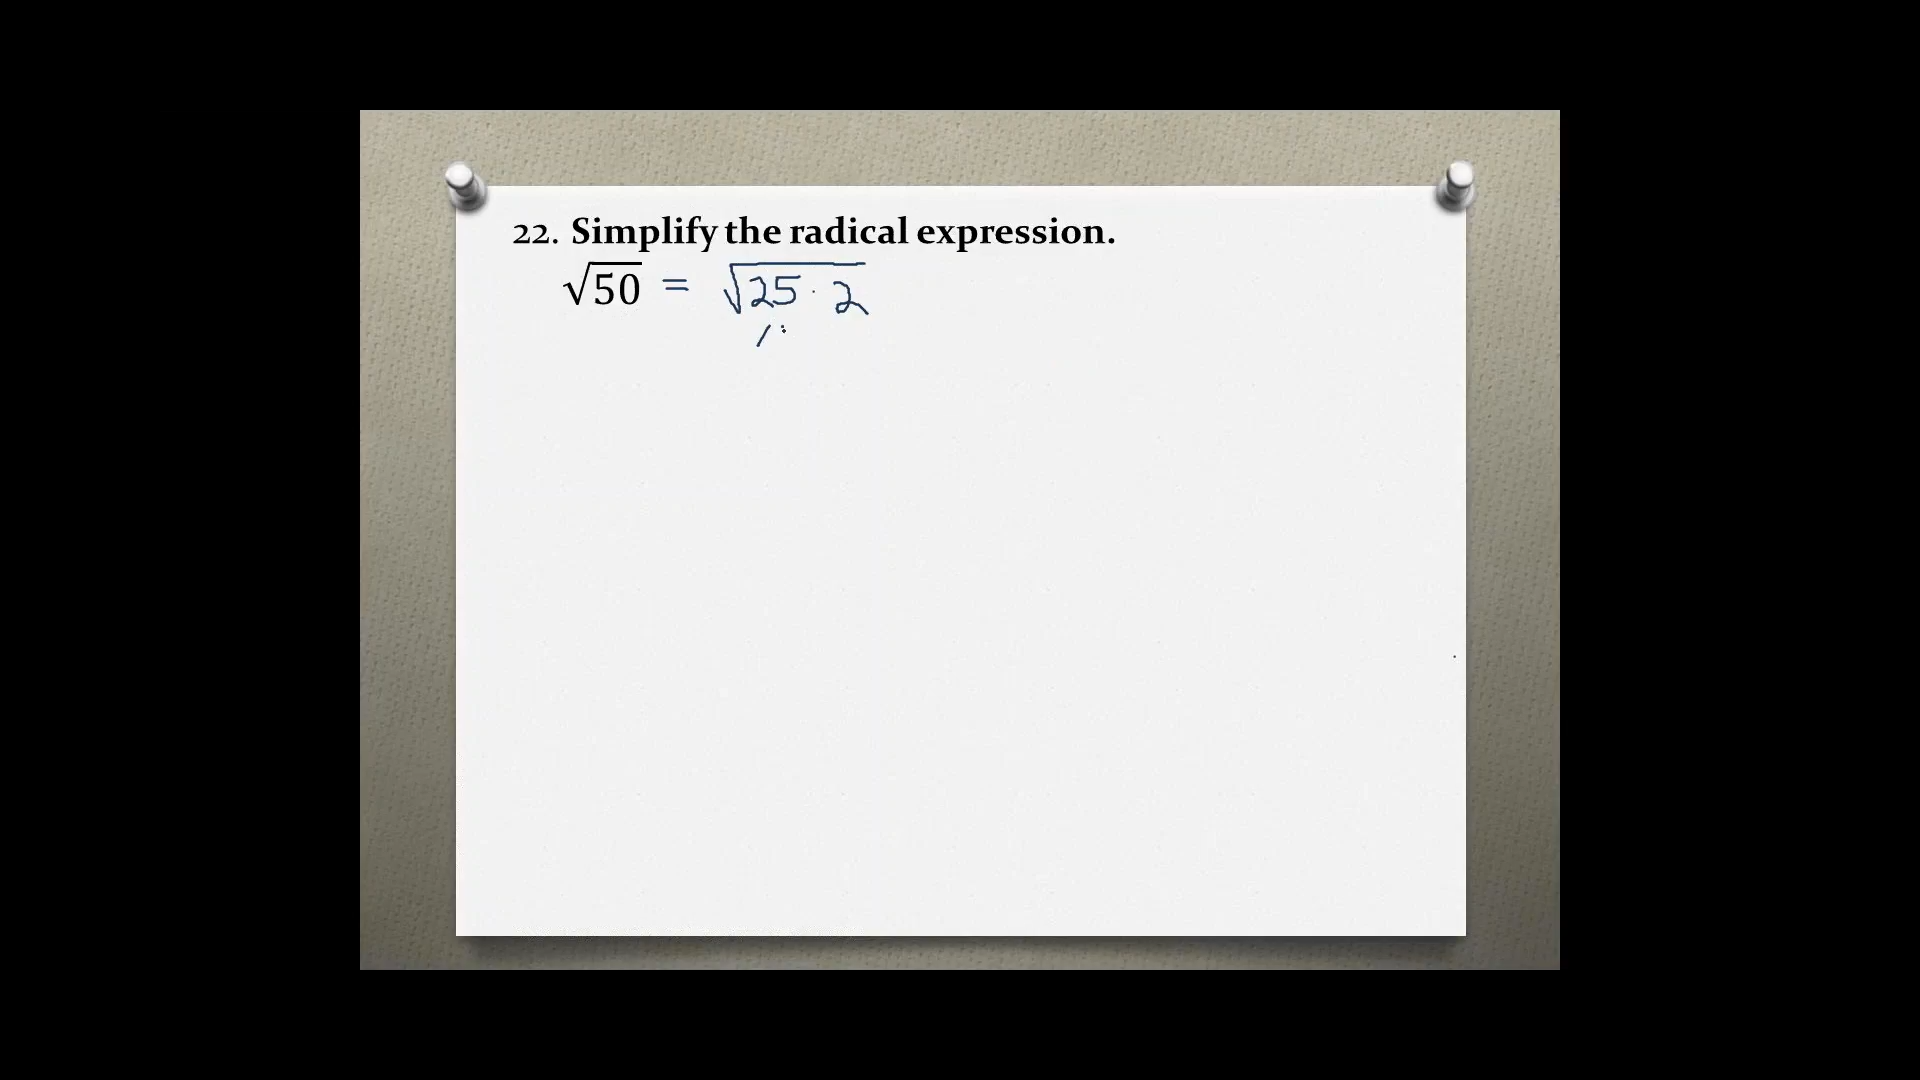 22. Simplify the radical expression.
√50 = √25 · 2